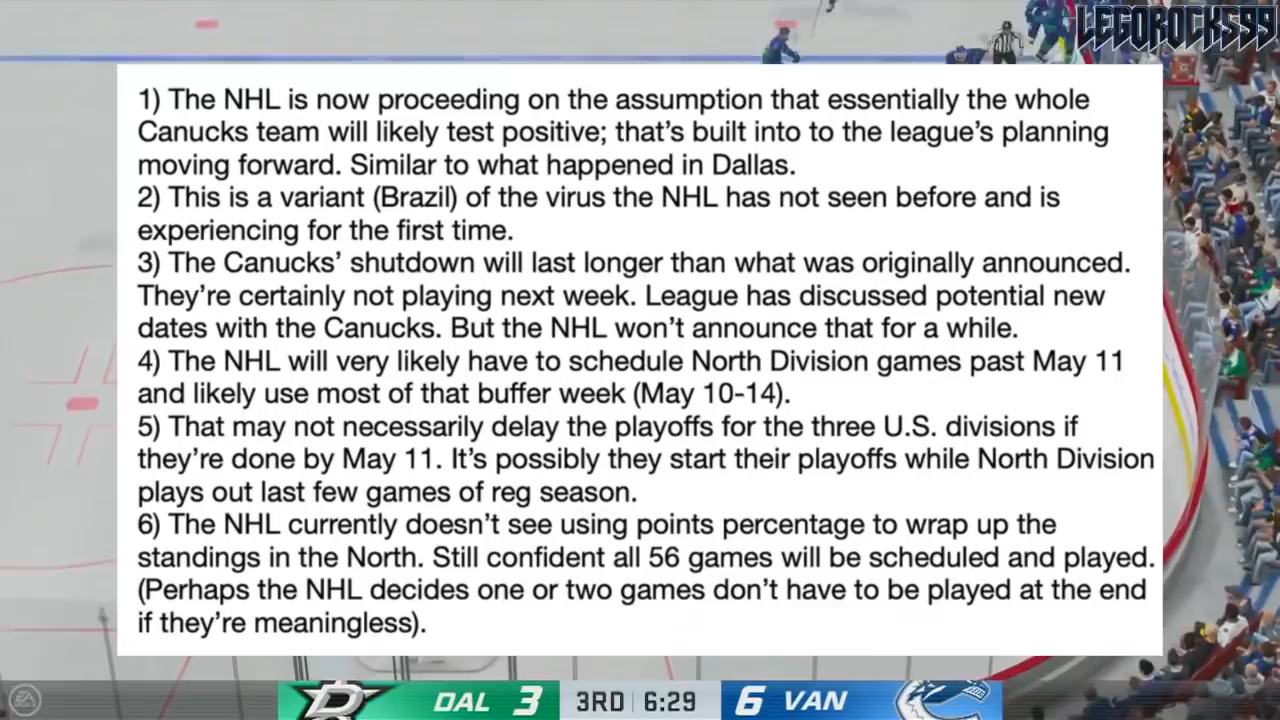 LEGOROCKS99
1) The NHL is now proceeding on the assumption that essentially the whole
Canucks team will likely test positive; that's built into to the league's planning
moving forward. Similar to what happened in Dallas.
2) This is a variant (Brazil) of the virus the NHL has not seen before and is
experiencing for the first time.
3) The Canucks' shutdown will last longer than what was originally announced.
They're certainly not playing next week. League has discussed potential new
dates with the Canucks. But the NHL won't announce that for a while.
4) The NHL will very likely have to schedule North Division games past May 11
and likely use most of that buffer week (May 10-14).
5) That may not necessarily delay the playoffs for the three U.S. divisions if
they're done by May 11. It's possibly they start their playoffs while North Division
plays out last few games of reg season.
6) The NHL currently doesn't see using points percentage to wrap up the
standings in the North. Still confident all 56 games will be scheduled and played.
(Perhaps the NHL decides one or two games don't have to be played at the end
if they're meaningless).
EA D DAL 3 3RD 6:29 6 VAN